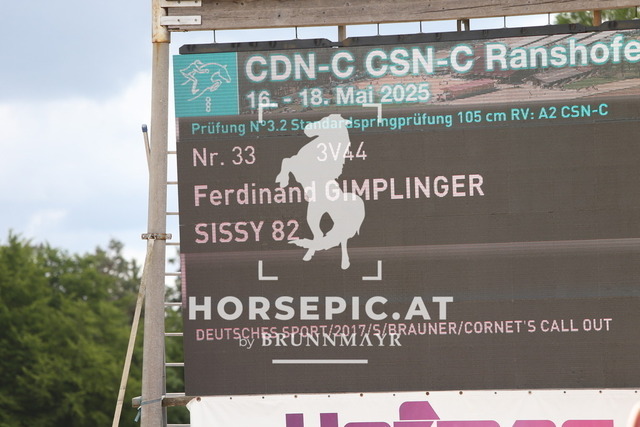 CDN-C CSN-C Ranshofe
16. - 18. Mai 2025
Prüfung N°3.2 Standardspringprüfung 105 cm RV: A2 CSN-C
Nr. 33 3V44
Ferdinand GIMPLINGER
SISSY 82
HORSEPIC.AT
DEUTSCHES SPORT/2017/S/BRAUNER/CORNET'S CALL OUT
by BRUNNMAYR